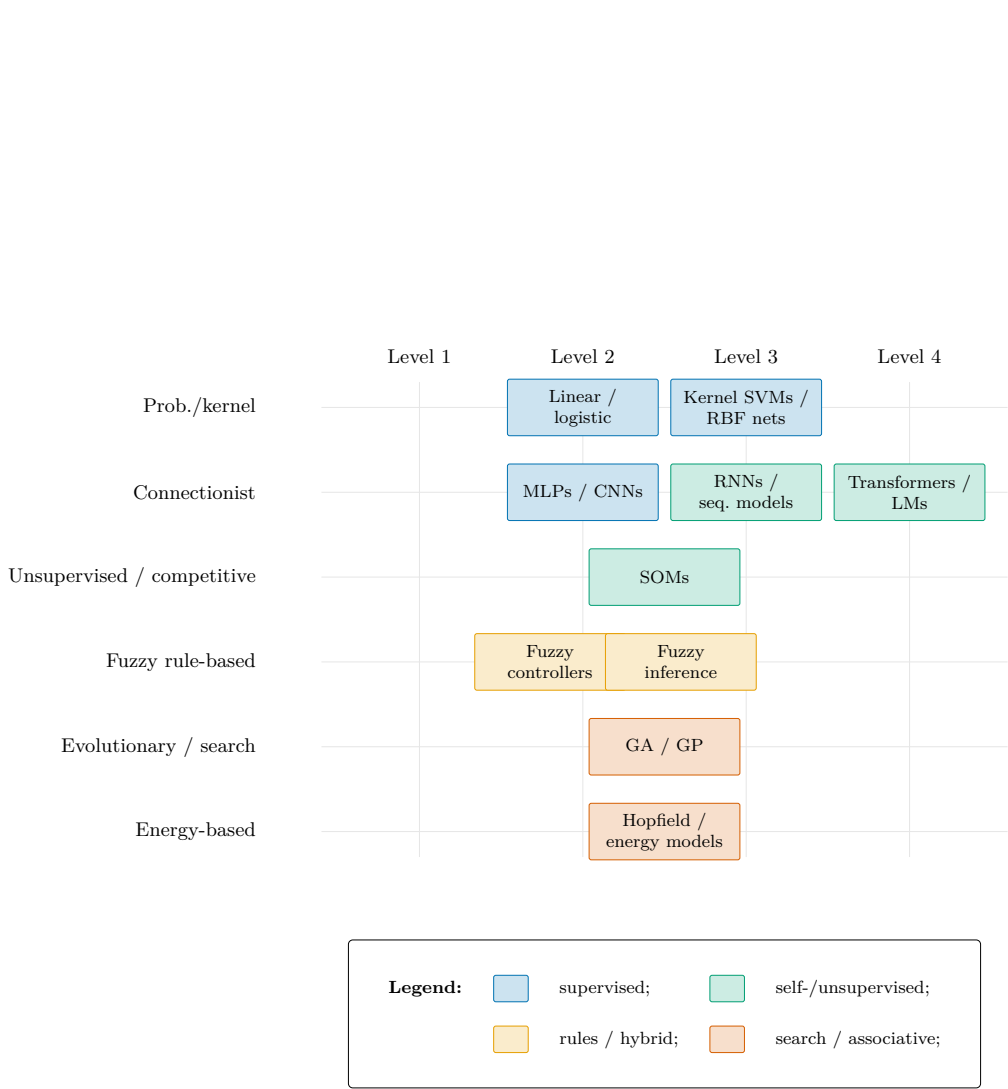 Level 1 Level 2 Level 3 Level 4
Prob./kernel
Linear /
logistic
Kernel SVMs /
RBF nets
Connectionist
MLPs / CNNs
RNNs /
seq. models
Transformers /
LMs
Unsupervised / competitive
SOMs
Fuzzy rule-based
Fuzzy
controllers
Fuzzy
inference
Evolutionary / search
GA / GP
Energy-based
Hopfield /
energy models
Legend: supervised; self-/unsupervised;
rules / hybrid; search / associative;